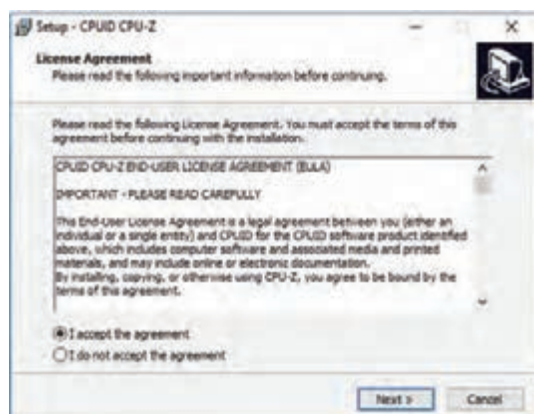 Setup - CPUID CPU-Z
License Agreement
Please read the following important information before continuing.
Please read the following License Agreement. You must accept the terms of this
agreement before continuing with the installation.
CPUID CPU-Z END-USER LICENSE AGREEMENT (EULA)
IMPORTANT - PLEASE READ CAREFULLY
This End-User License Agreement is a legal agreement between you (either an
individual or a single entity) and CPUID for the CPUID software product identified
above, which includes computer software and associated media and printed
materials, and may include online or electronic documentation.
By installing, copying, or otherwise using CPU-Z, you agree to be bound by the
terms of this agreement.
I accept the agreement
I do not accept the agreement
Next >
Cancel